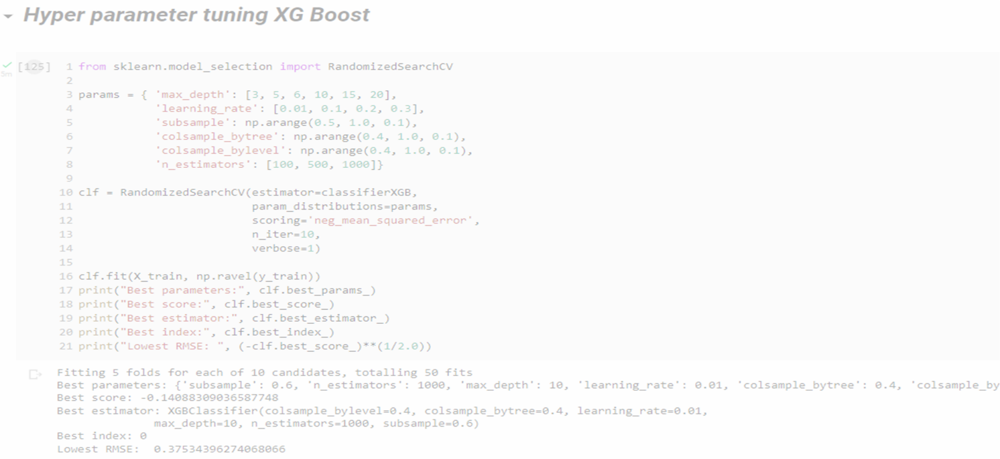 Hyper parameter tuning XG Boost
[125]
5m
1 from sklearn.model_selection import RandomizedSearchCV
2
3 params = { 'max_depth': [3, 5, 6, 10, 15, 20],
4 'learning_rate': [0.01, 0.1, 0.2, 0.3],
5 'subsample': np.arange(0.5, 1.0, 0.1),
6 'colsample_bytree': np.arange(0.4, 1.0, 0.1),
7 'colsample_bylevel': np.arange(0.4, 1.0, 0.1),
8 'n_estimators': [100, 500, 1000]}
9
10 clf = RandomizedSearchCV(estimator=classifierXGB,
11 param_distributions=params,
12 scoring='neg_mean_squared_error',
13 n_iter=10,
14 verbose=1)
15
16 clf.fit(X_train, np.ravel(y_train))
17 print("Best parameters:", clf.best_params_)
18 print("Best score:", clf.best_score_)
19 print("Best estimator:", clf.best_estimator_)
20 print("Best index:", clf.best_index_)
21 print("Lowest RMSE: ", (-clf.best_score_)**(1/2.0))
Fitting 5 folds for each of 10 candidates, totalling 50 fits
Best parameters: {'subsample': 0.6, 'n_estimators': 1000, 'max_depth': 10, 'learning_rate': 0.01, 'colsample_bytree': 0.4, 'colsample_by
Best score: -0.14088309036587748
Best estimator: XGBClassifier(colsample_bylevel=0.4, colsample_bytree=0.4, learning_rate=0.01,
max_depth=10, n_estimators=1000, subsample=0.6)
Best index: 0
Lowest RMSE: 0.37534396274068066